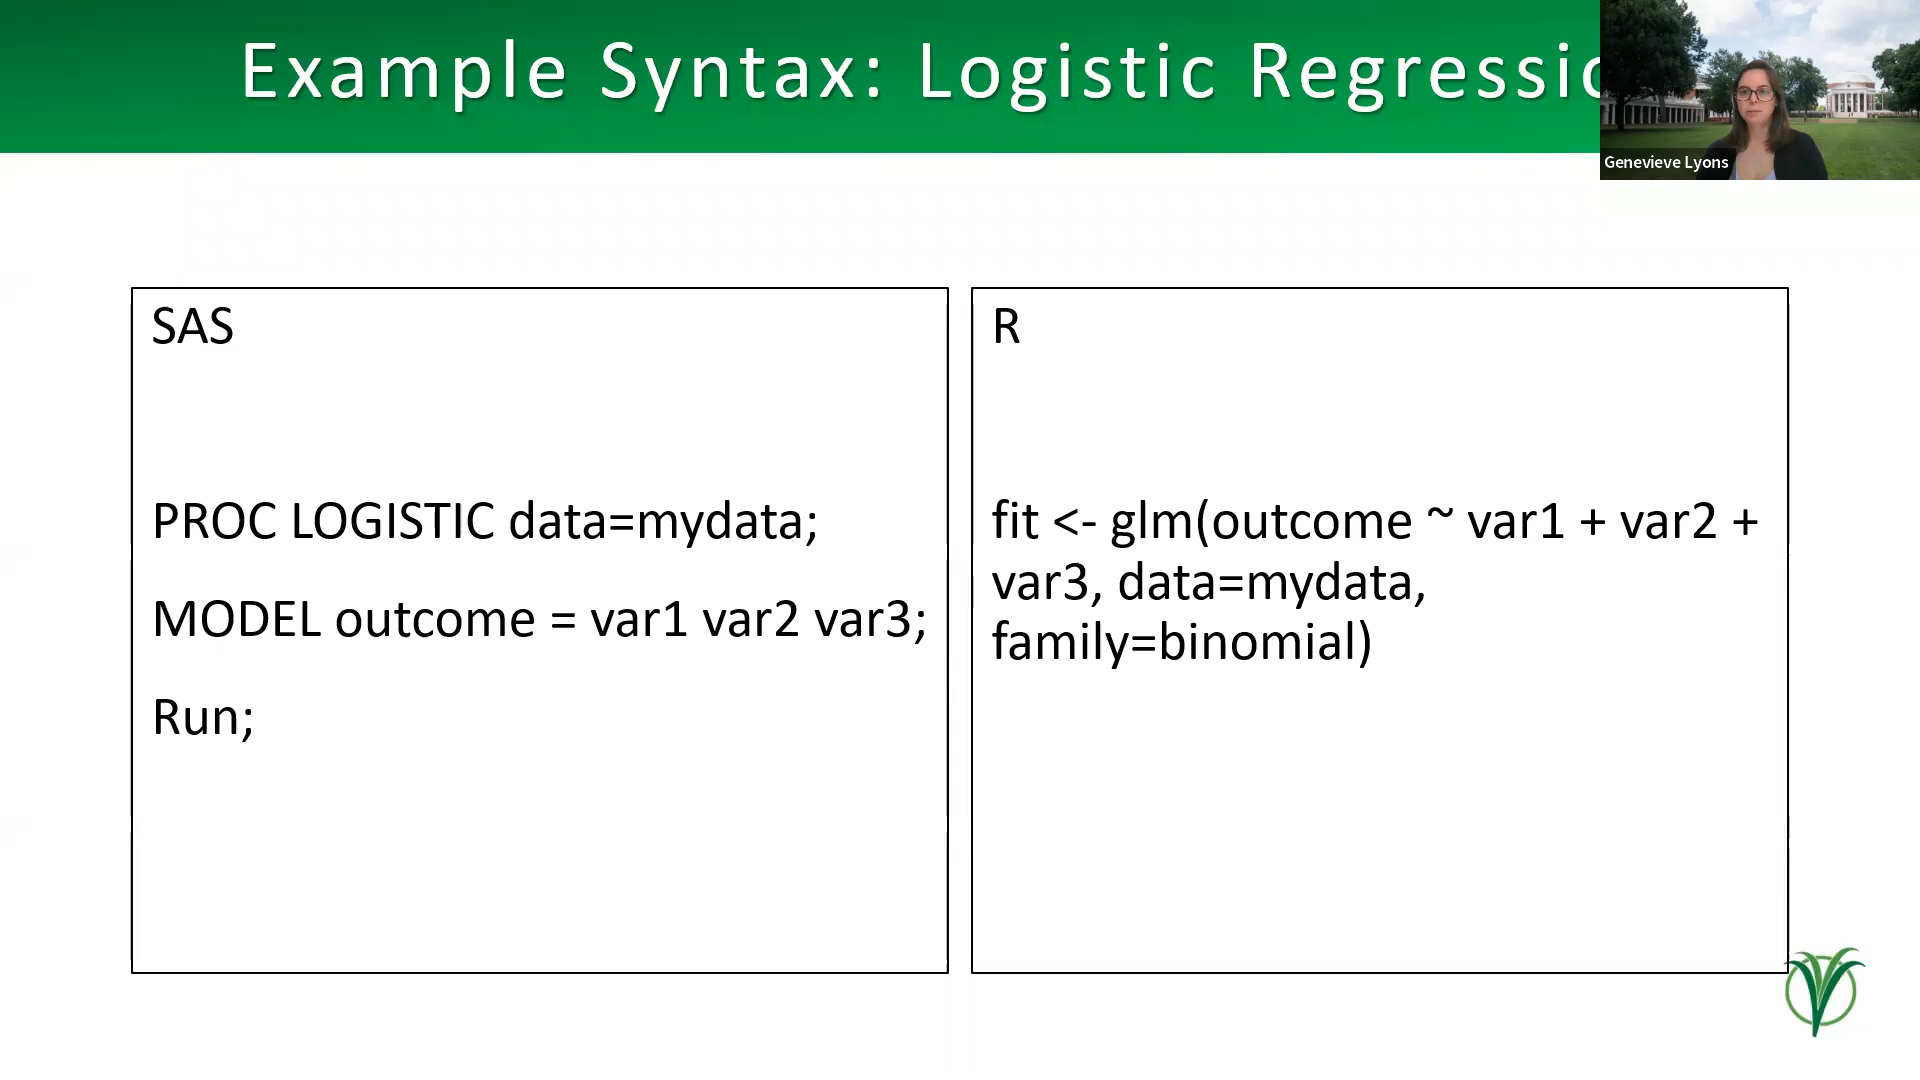 Example Syntax: Logistic Regressio
Genevieve Lyons
SAS
PROC LOGISTIC data=mydata;
MODEL outcome = var1 var2 var3;
Run;
R
fit <- glm(outcome ~ var1 + var2 +
var3, data=mydata,
family=binomial)